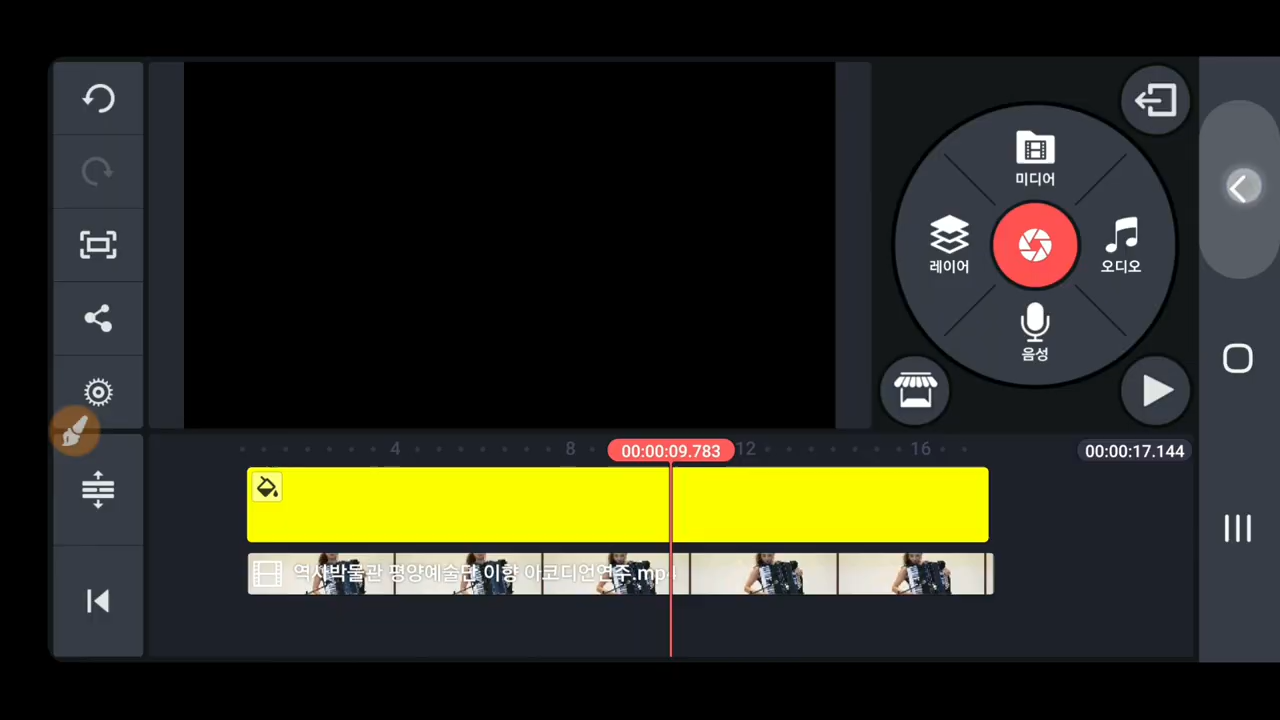 미디어
레이어
오디오
음성
4
8
00:00:09.783
12
16
00:00:17.144
역사박물관 평양예술단 이향 아코디언연주.mp4